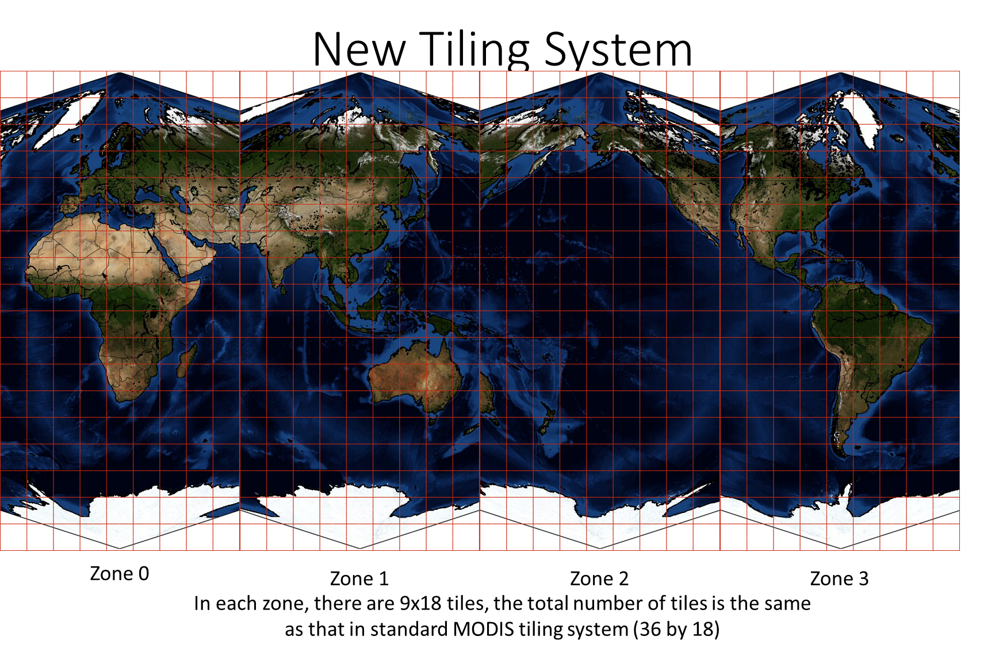 New Tiling System
Zone 0
Zone 1
Zone 2
Zone 3
In each zone, there are 9x18 tiles, the total number of tiles is the same
as that in standard MODIS tiling system (36 by 18)